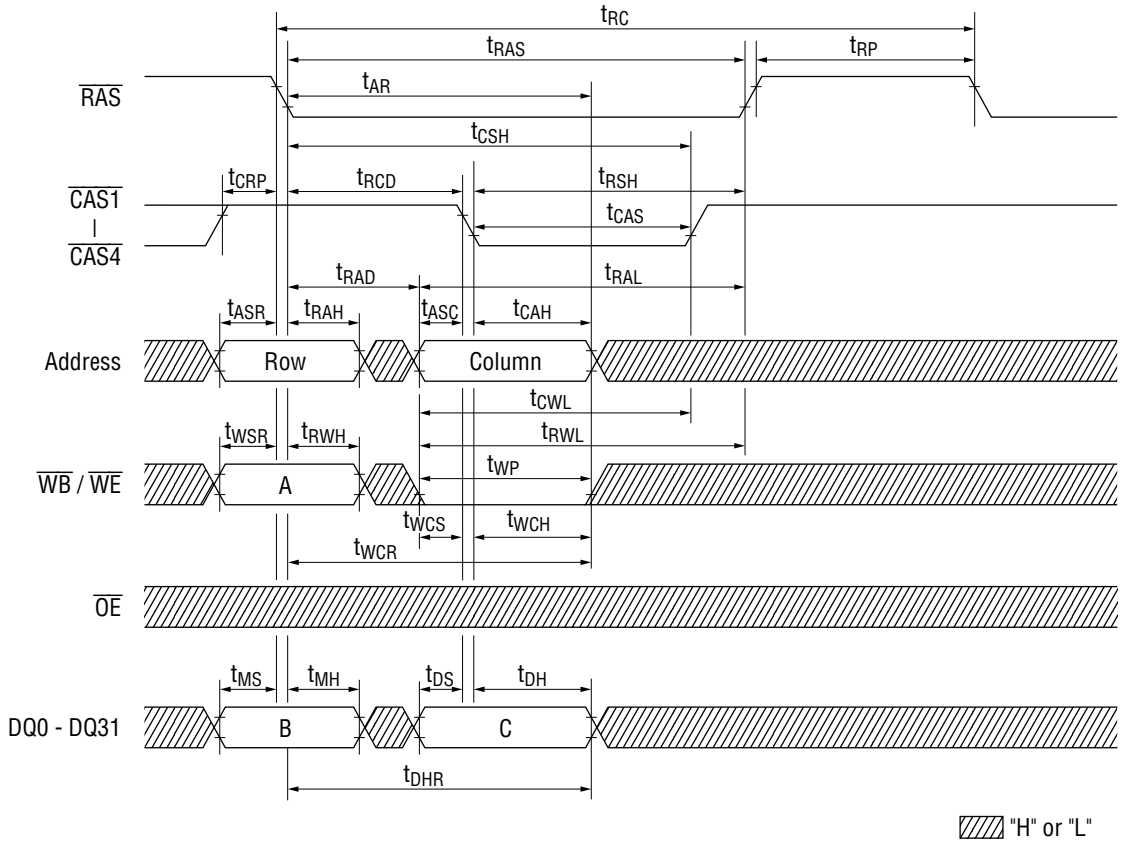 tRC
tRAS tRP
tAR
RAS
tCSH
tCRP tRCD tRSH
CAS1
tCAS
|
CAS4
tRAD tRAL
tASR tRAH tASC tCAH
Address Row Column
tCWL
tWSR tRWH tRWL
tWP
WB / WE A
tWCS tWCH
tWCR
OE
tMS tMH tDS tDH
DQ0 - DQ31 B C
tDHR
"H" or "L"